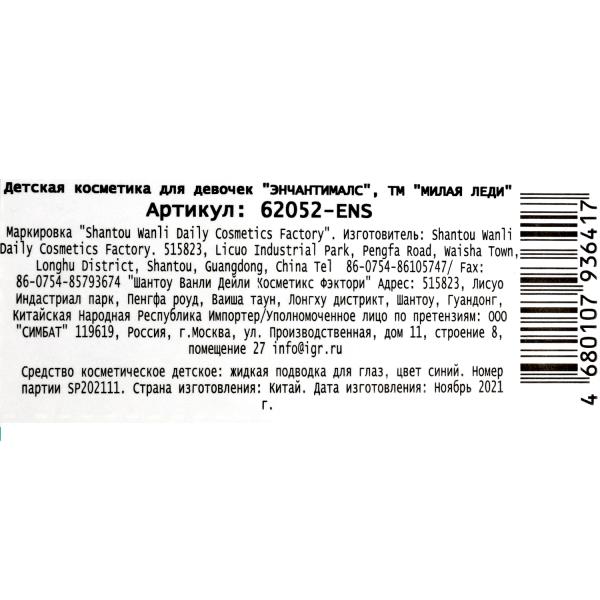 Детская косметика для девочек "ЭНЧАНТИМАЛС", ТМ "МИЛАЯ ЛЕДИ"
Артикул: 62052-ENS
Маркировка "Shantou Wanli Daily Cosmetics Factory". Изготовитель: Shantou Wanli
Daily Cosmetics Factory. 515823, Licuo Industrial Park, Pengfa Road, Waisha Town,
Longhu District, Shantou, Guangdong, China Tel 86-0754-86105747/ Fax:
86-0754-85793674 "Шантоу Ванли Дейли Косметикс Фэктори" Адрес: 515823, Лисуо
Индастриал парк, Пенгфа роуд, Ваиша таун, Лонгху дистрикт, Шантоу, Гуандонг,
Китайская Народная Республика Импортер/Уполномоченное лицо по претензиям: ООО
"СИМБАТ" 119619, Россия, г.Москва, ул. Производственная, дом 11, строение 8,
помещение 27 info@igr.ru
Средство косметическое детское: жидкая подводка для глаз, цвет синий. Номер
партии SP202111. Страна изготовления: Китай. Дата изготовления: Ноябрь 2021
г.
4 680107 936417